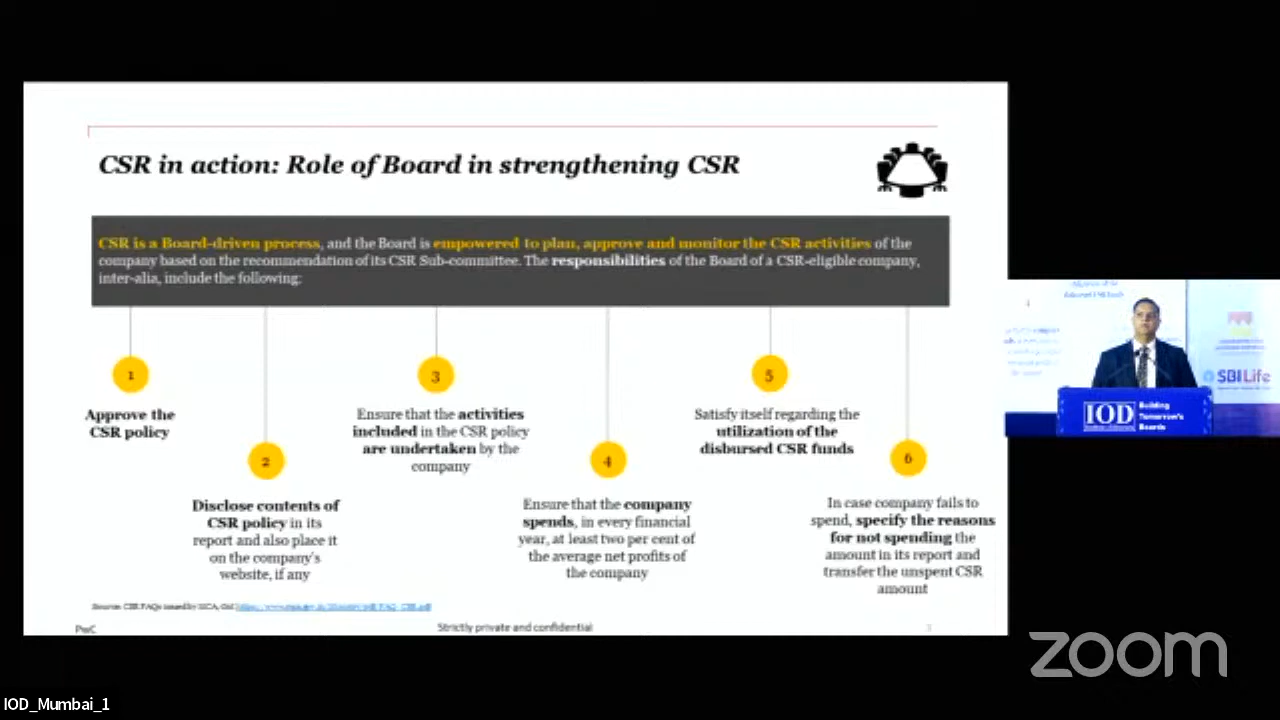 CSR in action: Role of Board in strengthening CSR
CSR is a Board-driven process, and the Board is empowered to plan, approve and monitor the CSR activities of the
company based on the recommendation of its CSR Sub-committee. The responsibilities of the Board of a CSR-eligible company,
inter-alia, include the following:
1
Approve the
CSR policy
2
Disclose contents of
CSR policy in its
report and also place it
on the company's
website, if any
3
Ensure that the activities
included in the CSR policy
are undertaken by the
company
4
Ensure that the company
spends, in every financial
year, at least two per cent of
the average net profits of
the company
5
Satisfy itself regarding the
utilization of the
disbursed CSR funds
6
In case company fails to
spend, specify the reasons
for not spending the
amount in its report and
transfer the unspent CSR
amount
Source: CSR FAQs issued by MCA, GoI
PwC
Strictly private and confidential
3
SBI Life
IOD
Building
Tomorrow's
Boards
zoom
IOD_Mumbai_1